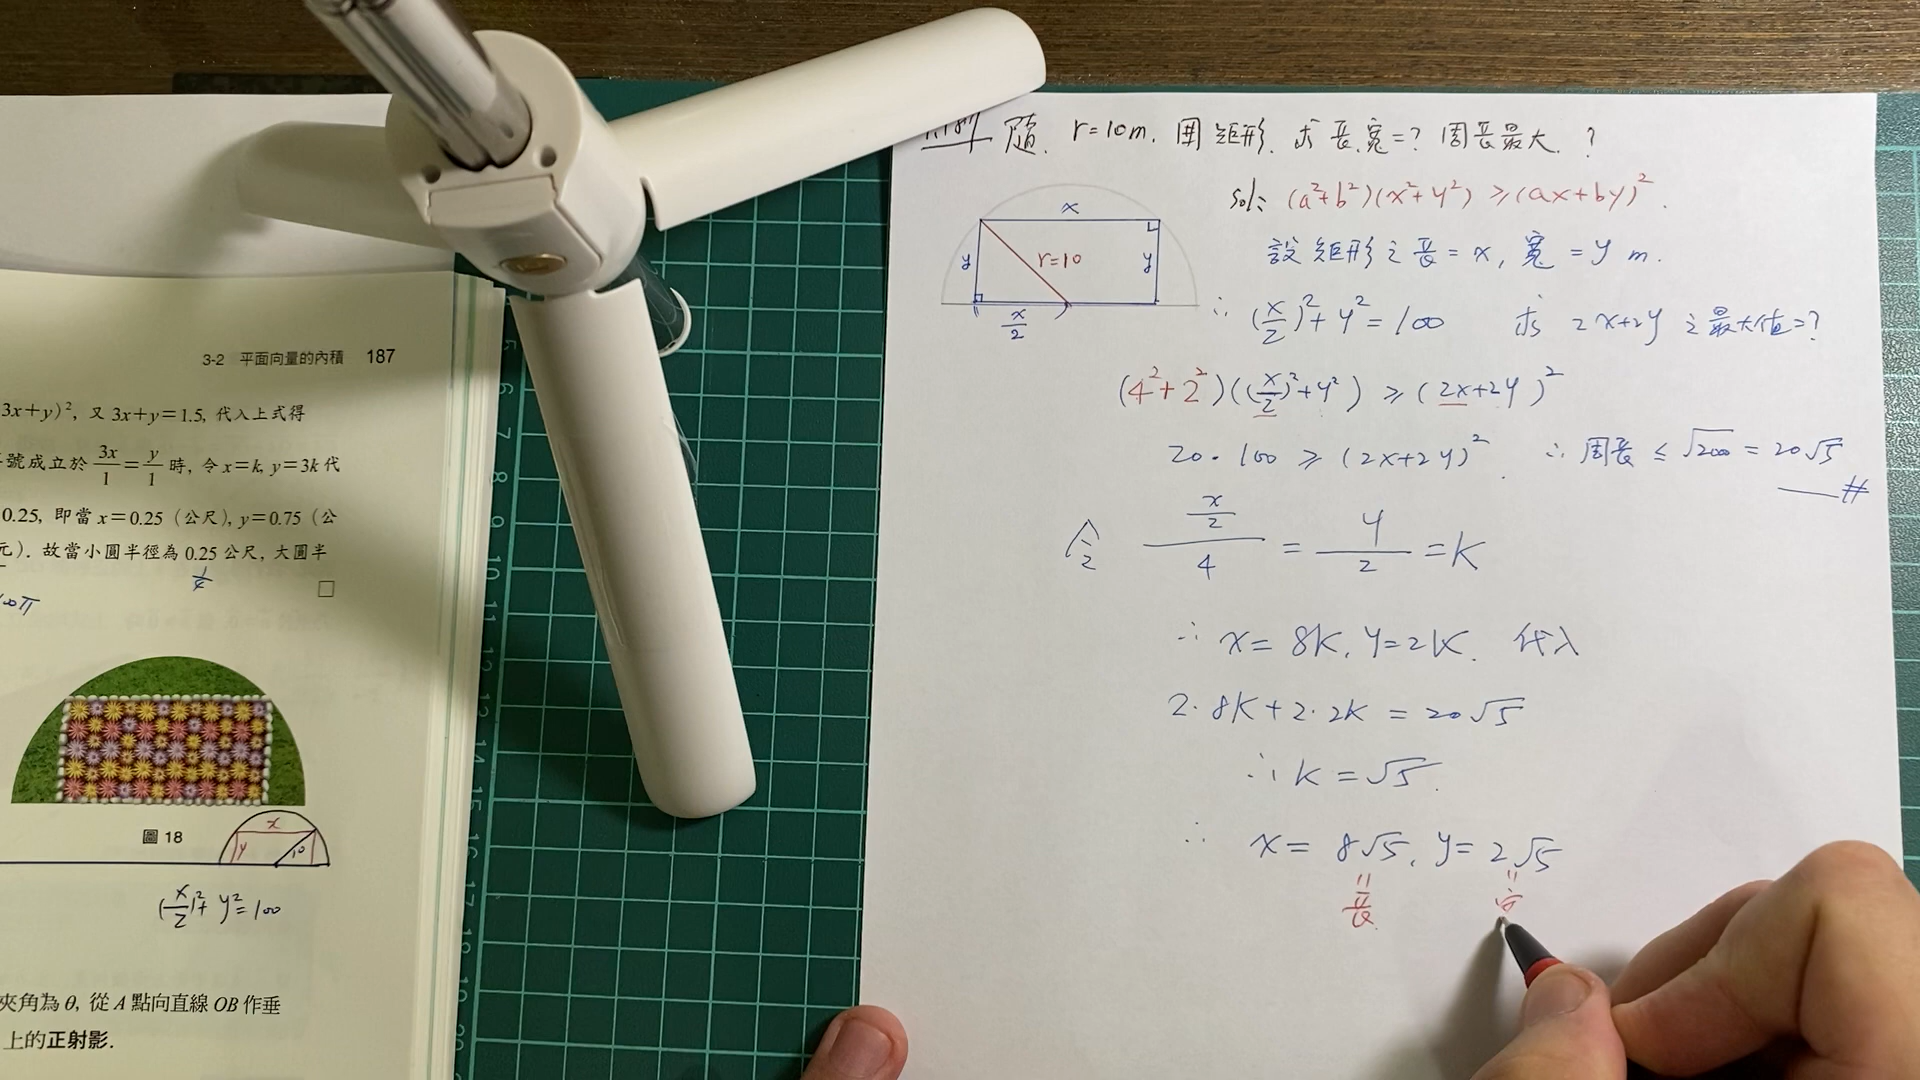 3-2 平面向量的內積 187
3x+y)², 又 3x+y=1.5, 代入上式得
號成立於 3x/1 = y/1 時, 令 x=k, y=3k 代
0.25, 即當 x=0.25 (公尺), y=0.75 (公
元). 故當小圓半徑為 0.25 公尺, 大圓半
圖 18
x
y
10
(x/2)²+ y²=100
夾角為 θ, 從 A 點向直線 OB 作垂
上的正射影.
隨. r=10m. 圍 矩形. 求 長.寬=? 周長最大. ?
sol: (a²+b²)(x²+y²) ≥ (ax+by)².
x
y
r=10
y
x/2
設 矩形 之 長 = x, 寬 = y m.
∴ (x/2)²+y²=100 求 2x+2y 之最大值=?
(4²+2²)((x/2)²+y²) ≥ (2x+2y)²
20・100 ≥ (2x+2y)². ∴ 周長 ≤ √2000 = 20√5 #
令 (x/2)/4 = y/2 = K
∴ x= 8K, y=2K. 代入
2・8K+2・2K = 20√5
∴ K = √5.
∴ x= 8√5, y= 2√5
= 長
=